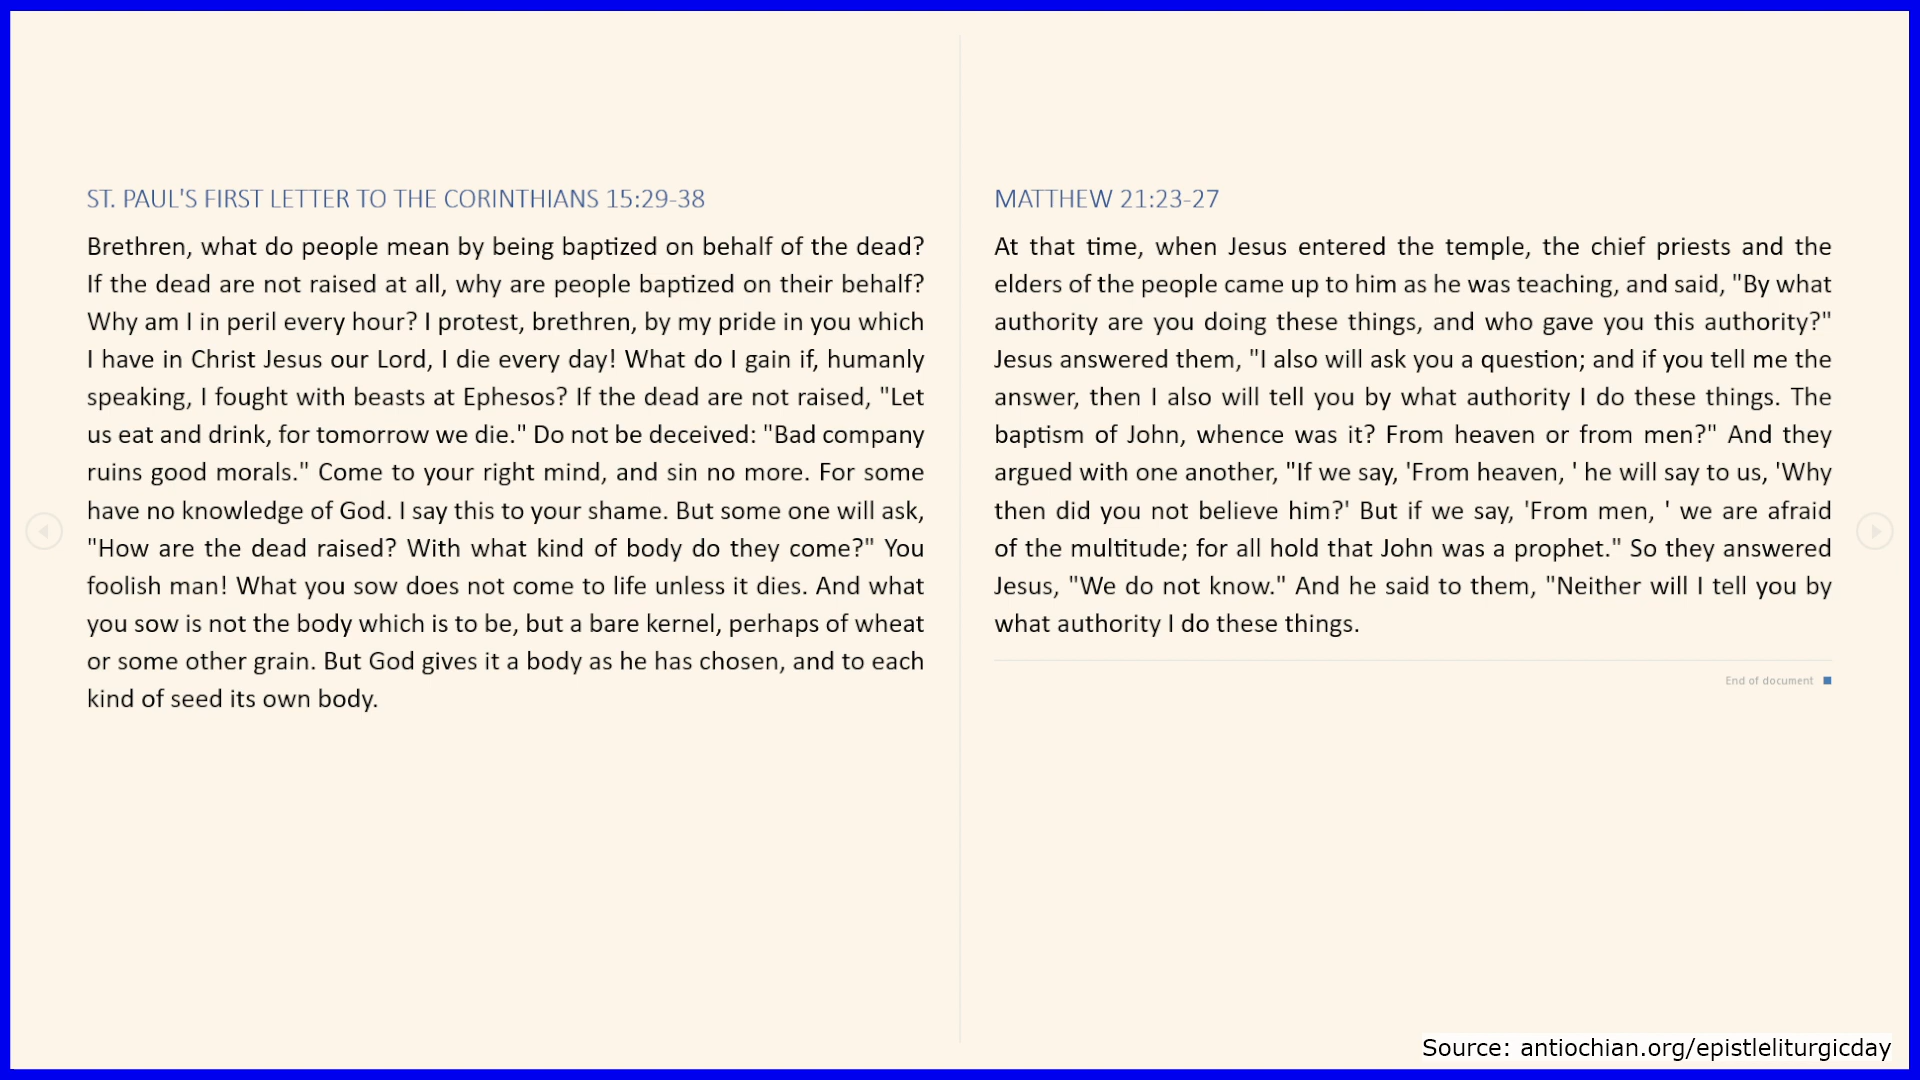 ST. PAUL'S FIRST LETTER TO THE CORINTHIANS 15:29-38
Brethren, what do people mean by being baptized on behalf of the dead?
If the dead are not raised at all, why are people baptized on their behalf?
Why am I in peril every hour? I protest, brethren, by my pride in you which
I have in Christ Jesus our Lord, I die every day! What do I gain if, humanly
speaking, I fought with beasts at Ephesos? If the dead are not raised, "Let
us eat and drink, for tomorrow we die." Do not be deceived: "Bad company
ruins good morals." Come to your right mind, and sin no more. For some
have no knowledge of God. I say this to your shame. But some one will ask,
"How are the dead raised? With what kind of body do they come?" You
foolish man! What you sow does not come to life unless it dies. And what
you sow is not the body which is to be, but a bare kernel, perhaps of wheat
or some other grain. But God gives it a body as he has chosen, and to each
kind of seed its own body.
MATTHEW 21:23-27
At that time, when Jesus entered the temple, the chief priests and the
elders of the people came up to him as he was teaching, and said, "By what
authority are you doing these things, and who gave you this authority?"
Jesus answered them, "I also will ask you a question; and if you tell me the
answer, then I also will tell you by what authority I do these things. The
baptism of John, whence was it? From heaven or from men?" And they
argued with one another, "If we say, 'From heaven, ' he will say to us, 'Why
then did you not believe him?' But if we say, 'From men, ' we are afraid
of the multitude; for all hold that John was a prophet." So they answered
Jesus, "We do not know." And he said to them, "Neither will I tell you by
what authority I do these things.
End of document
Source: antiochian.org/epistleliturgicday